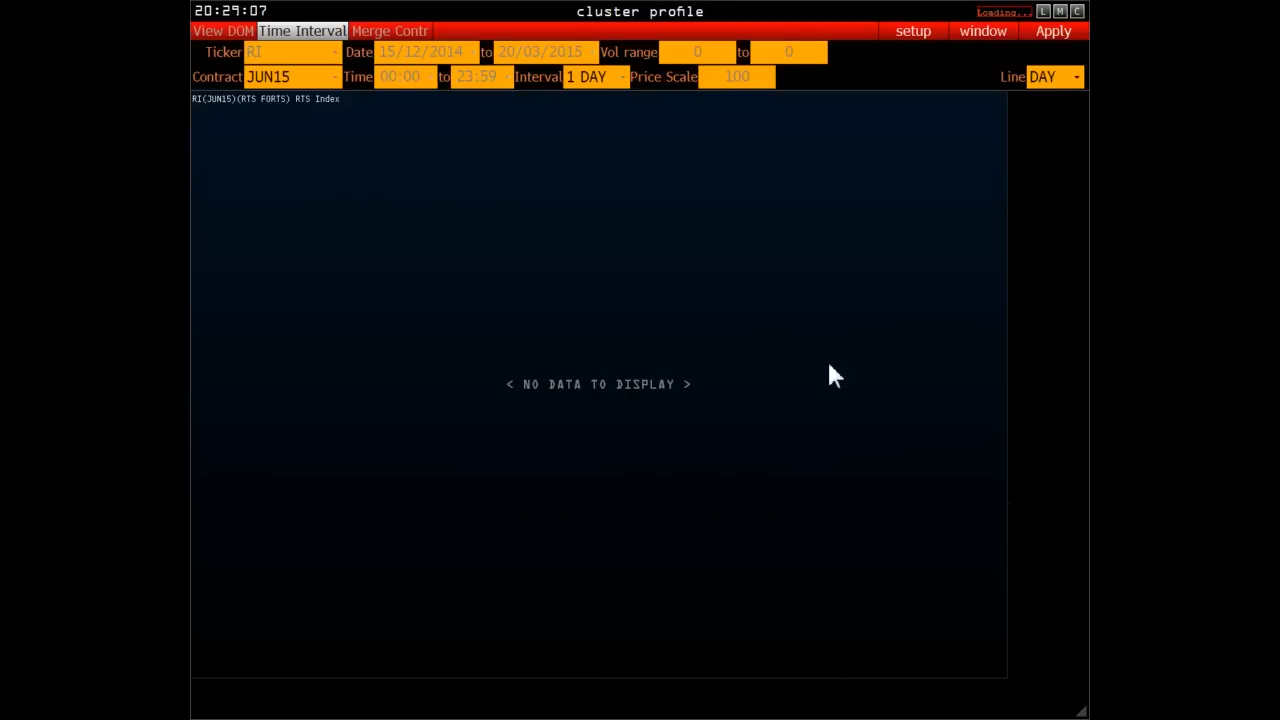 20:29:07 cluster profile Loading... L M C
View DOM Time Interval Merge Contr setup window Apply
Ticker RI Date 15/12/2014 to 20/03/2015 Vol range 0 to 0
Contract JUN15 Time 00:00 to 23:59 Interval 1 DAY Price Scale 100 Line DAY
RI(JUN15)(RTS FORTS) RTS Index
< NO DATA TO DISPLAY >